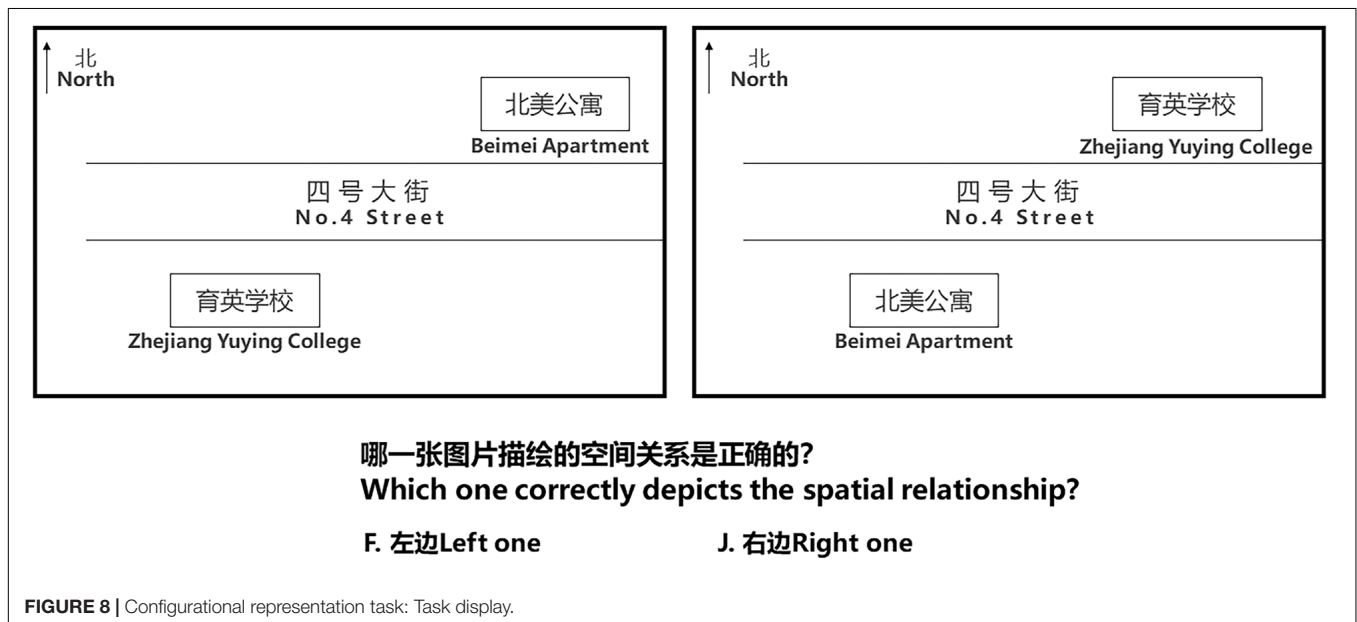 北
North
北美公寓
Beimei Apartment
四号大街
No.4 Street
育英学校
Zhejiang Yuying College
北
North
育英学校
Zhejiang Yuying College
四号大街
No.4 Street
北美公寓
Beimei Apartment
哪一张图片描绘的空间关系是正确的?
Which one correctly depicts the spatial relationship?
F. 左边Left one
J. 右边Right one
FIGURE 8 | Configurational representation task: Task display.